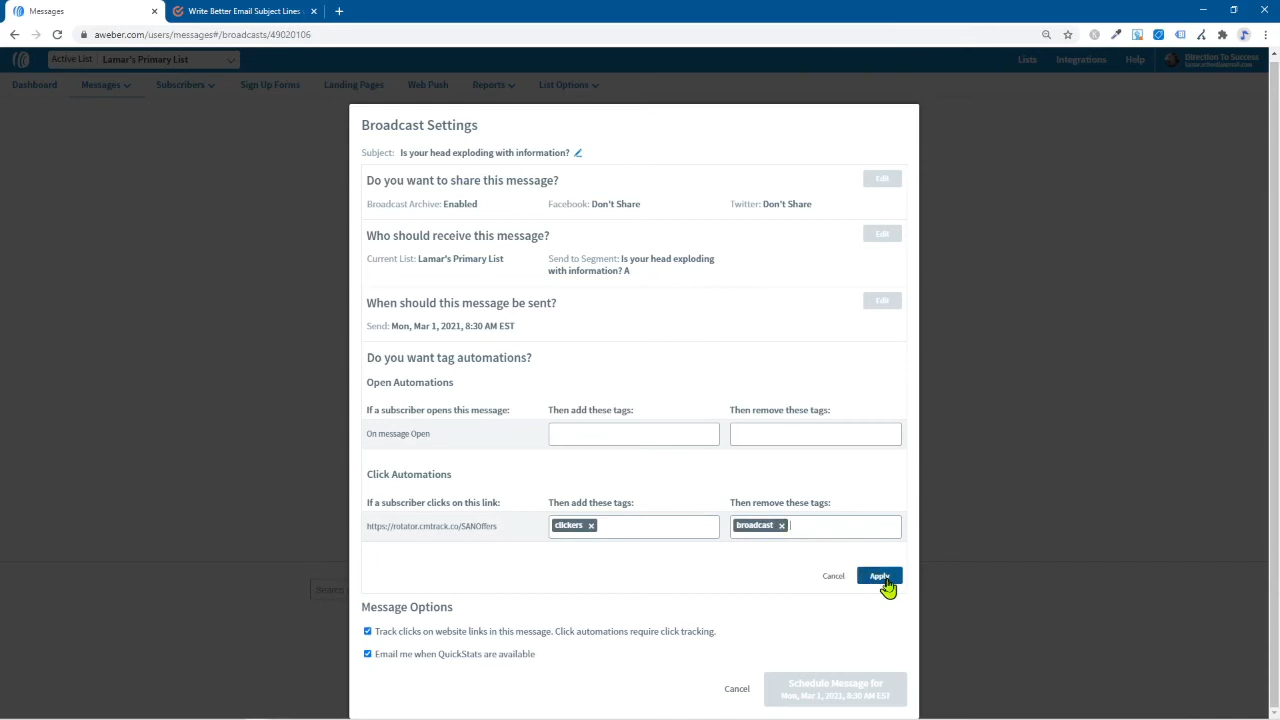 Messages
Write Better Email Subject Lines
aweber.com/users/messages#/broadcasts/49020106
Active List Lamar's Primary List
Lists Integrations Help Direction To Success
Dashboard Messages Subscribers Sign Up Forms Landing Pages Web Push Reports List Options
Broadcast Settings
Subject: Is your head exploding with information?
Do you want to share this message? Edit
Broadcast Archive: Enabled Facebook: Don't Share Twitter: Don't Share
Who should receive this message? Edit
Current List: Lamar's Primary List Send to Segment: Is your head exploding
with information? A
When should this message be sent? Edit
Send: Mon, Mar 1, 2021, 8:30 AM EST
Do you want tag automations?
Open Automations
If a subscriber opens this message: Then add these tags: Then remove these tags:
On message Open
Click Automations
If a subscriber clicks on this link: Then add these tags: Then remove these tags:
https://rotator.cmtrack.co/SANOffers clickers x broadcast x
Cancel Apply
Search
Message Options
Track clicks on website links in this message. Click automations require click tracking.
Email me when QuickStats are available
Cancel Schedule Message for
Mon, Mar 1, 2021, 8:30 AM EST